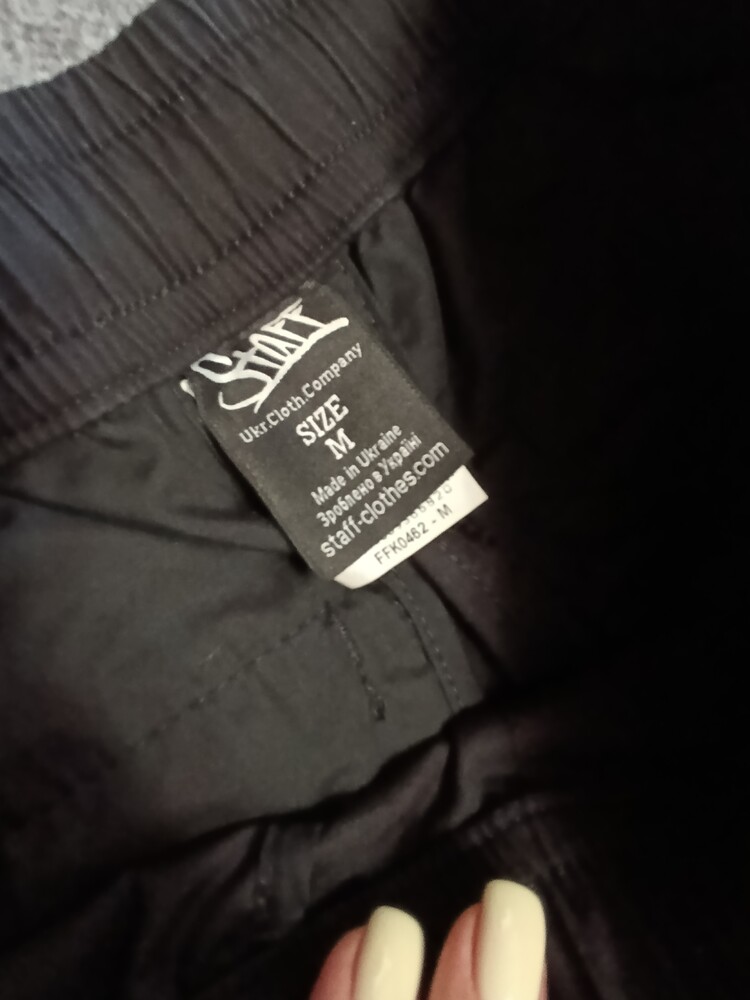 STAFF
Ukr.Cloth.Company
SIZE
M
Made in Ukraine
Зроблено в Україні
staff-clothes.com
FFK0462 - M